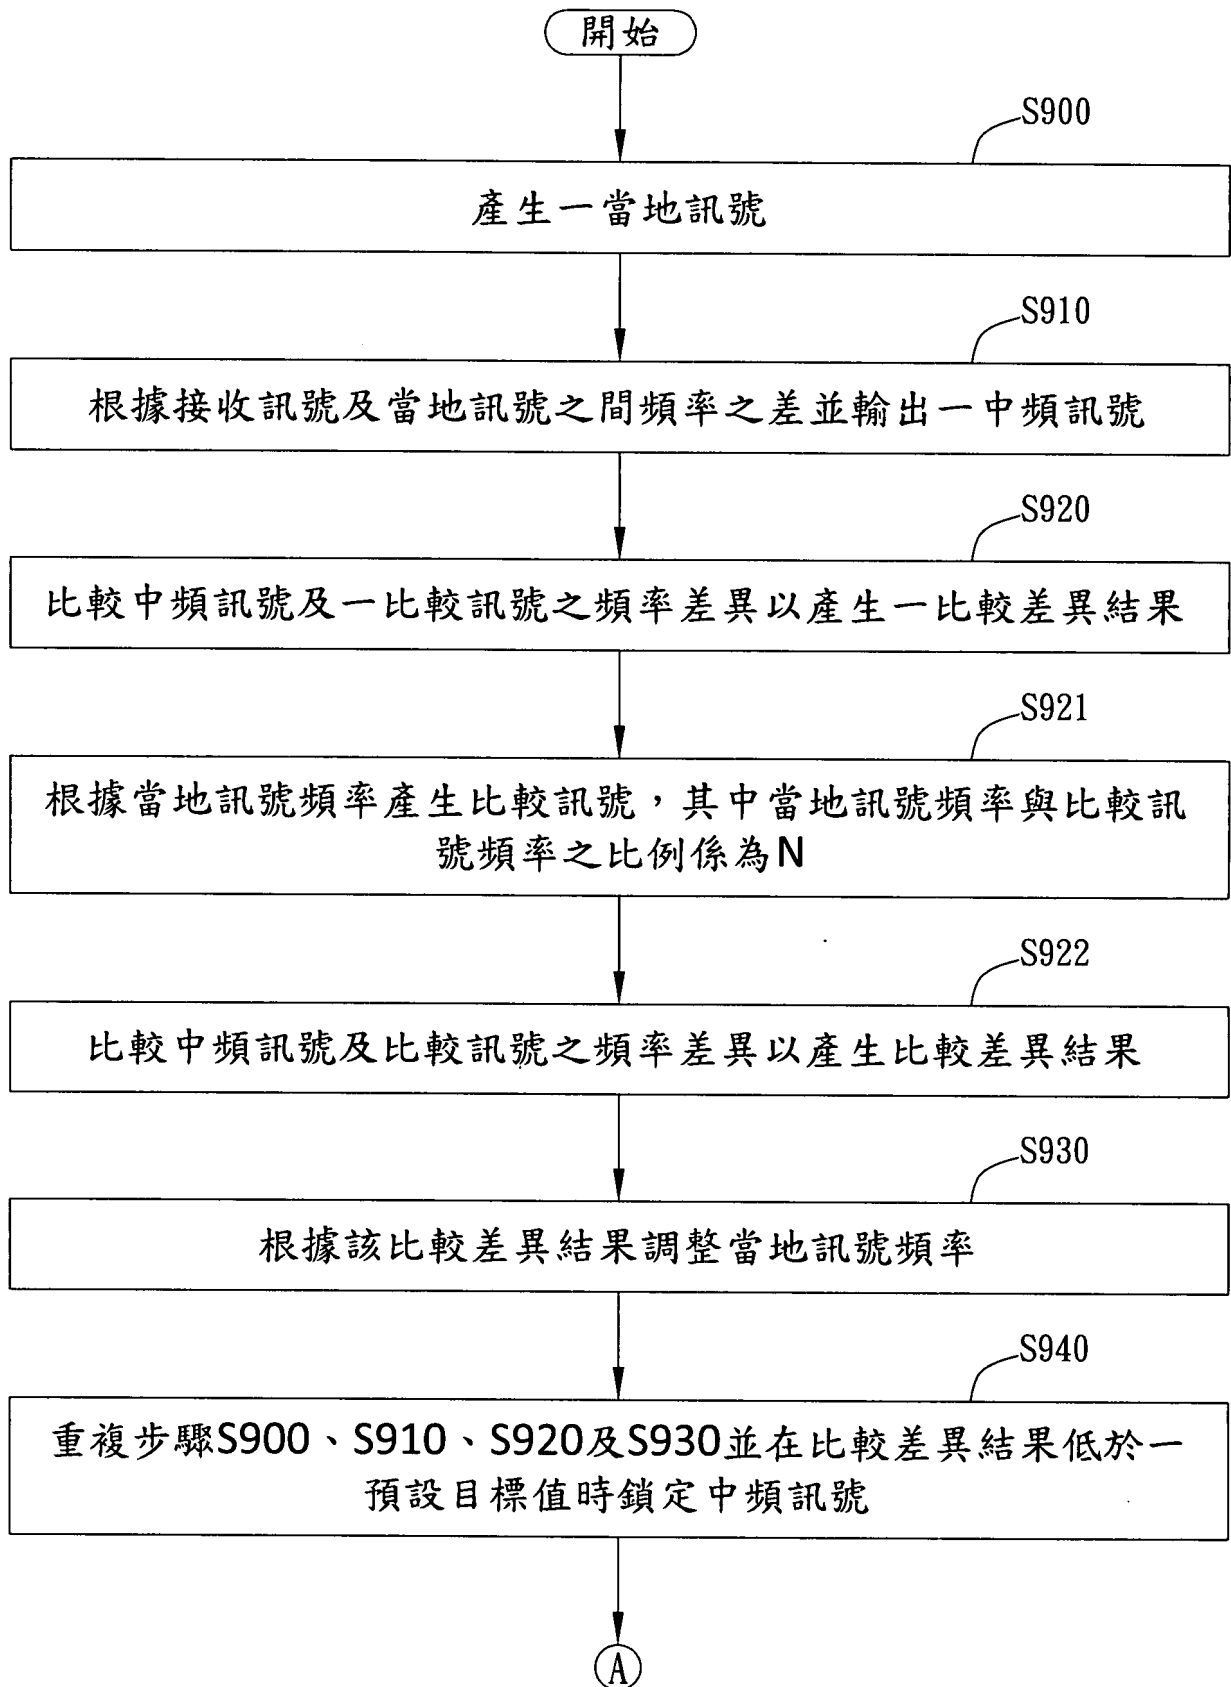 開始
S900
產生一當地訊號
S910
根據接收訊號及當地訊號之間頻率之差並輸出一中頻訊號
S920
比較中頻訊號及一比較訊號之頻率差異以產生一比較差異結果
S921
根據當地訊號頻率產生比較訊號，其中當地訊號頻率與比較訊
號頻率之比例係為N
S922
比較中頻訊號及比較訊號之頻率差異以產生比較差異結果
S930
根據該比較差異結果調整當地訊號頻率
S940
重複步驟S900、S910、S920及S930並在比較差異結果低於一
預設目標值時鎖定中頻訊號
A